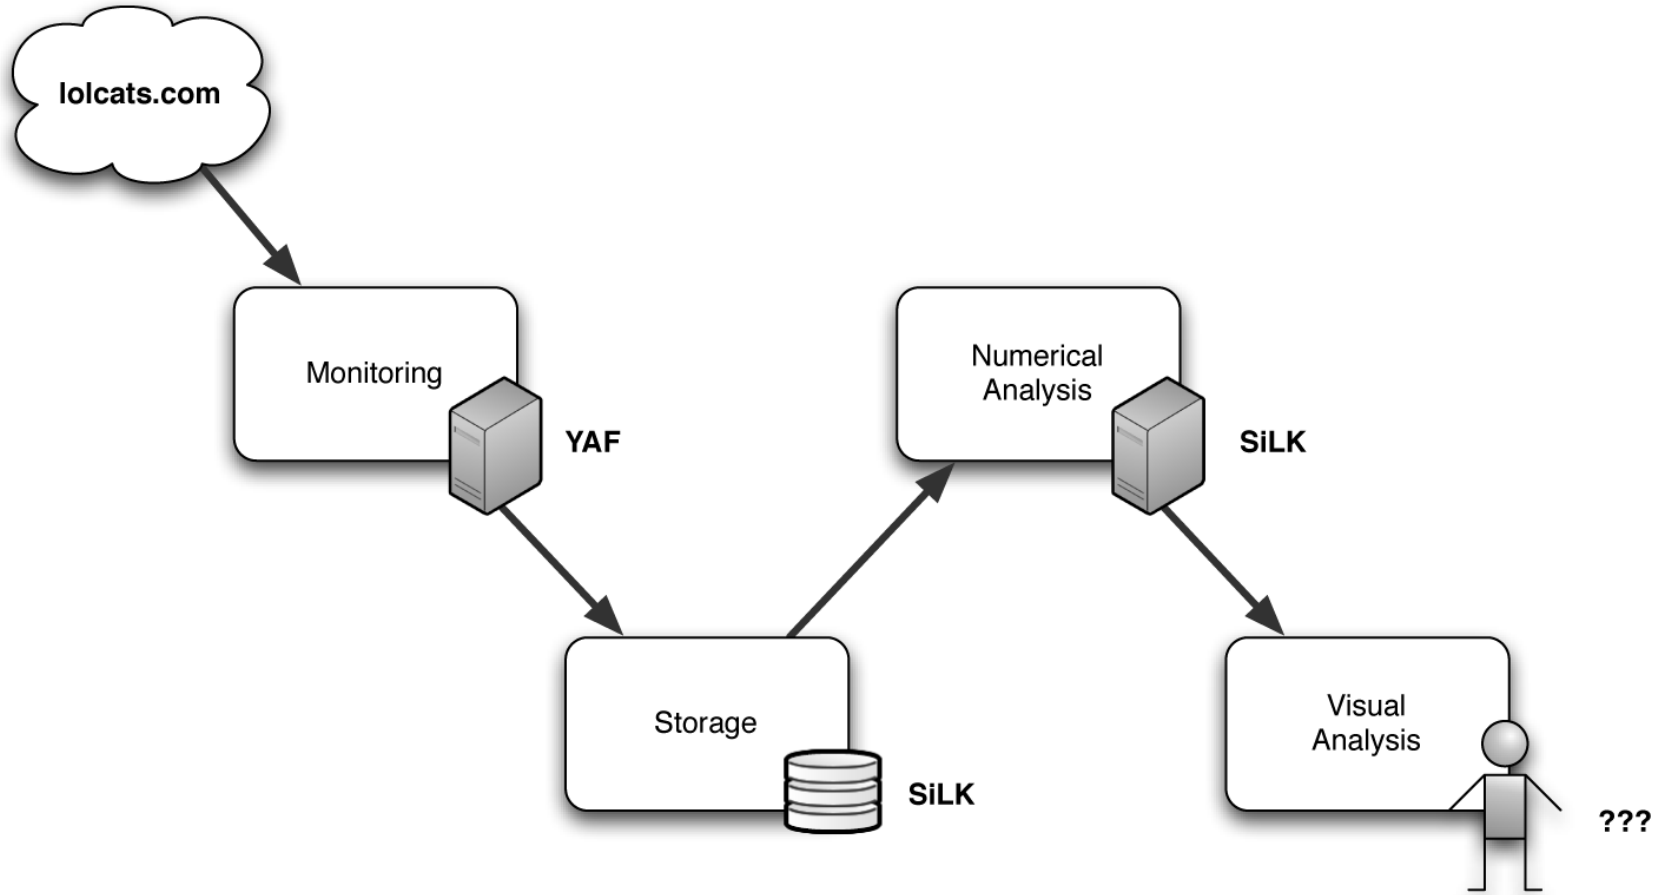 lolcats.com
Monitoring
YAF
Numerical
Analysis
SiLK
Storage
SiLK
Visual
Analysis
???